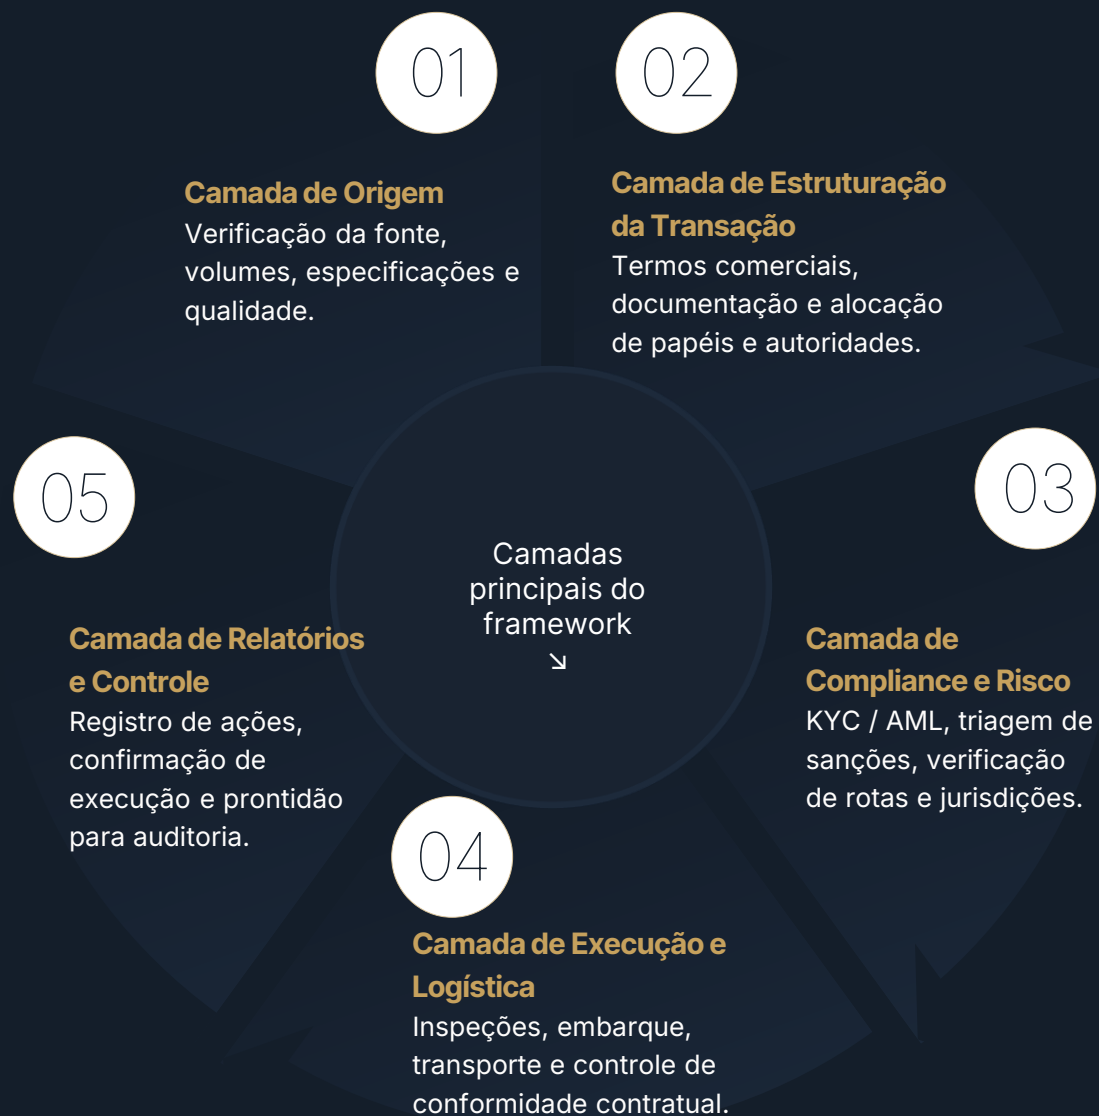 01
Camada de Origem
Verificação da fonte,
volumes, especificações e
qualidade.
02
Camada de Estruturação
da Transação
Termos comerciais,
documentação e alocação
de papéis e autoridades.
03
Camada de
Compliance e Risco
KYC / AML, triagem de
sanções, verificação
de rotas e jurisdições.
04
Camada de Execução e
Logística
Inspeções, embarque,
transporte e controle de
conformidade contratual.
05
Camada de Relatórios
e Controle
Registro de ações,
confirmação de
execução e prontidão
para auditoria.
Camadas
principais do
framework
↘